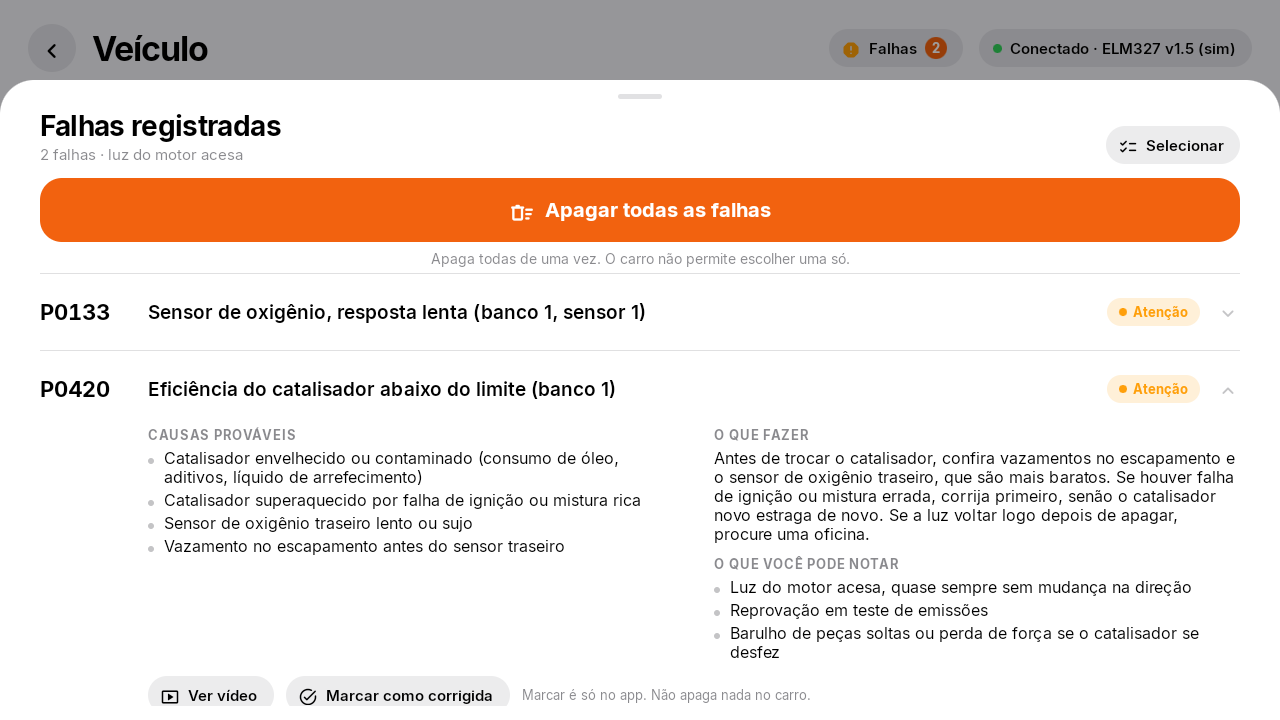 Veículo
Falhas 2
Conectado · ELM327 v1.5 (sim)
Falhas registradas
2 falhas · luz do motor acesa
Selecionar
Apagar todas as falhas
Apaga todas de uma vez. O carro não permite escolher uma só.
P0133 Sensor de oxigênio, resposta lenta (banco 1, sensor 1) Atenção
P0420 Eficiência do catalisador abaixo do limite (banco 1) Atenção
CAUSAS PROVÁVEIS
Catalisador envelhecido ou contaminado (consumo de óleo,
aditivos, líquido de arrefecimento)
Catalisador superaquecido por falha de ignição ou mistura rica
Sensor de oxigênio traseiro lento ou sujo
Vazamento no escapamento antes do sensor traseiro
O QUE FAZER
Antes de trocar o catalisador, confira vazamentos no escapamento e
o sensor de oxigênio traseiro, que são mais baratos. Se houver falha
de ignição ou mistura errada, corrija primeiro, senão o catalisador
novo estraga de novo. Se a luz voltar logo depois de apagar,
procure uma oficina.
O QUE VOCÊ PODE NOTAR
Luz do motor acesa, quase sempre sem mudança na direção
Reprovação em teste de emissões
Barulho de peças soltas ou perda de força se o catalisador se
desfez
Ver vídeo
Marcar como corrigida
Marcar é só no app. Não apaga nada no carro.